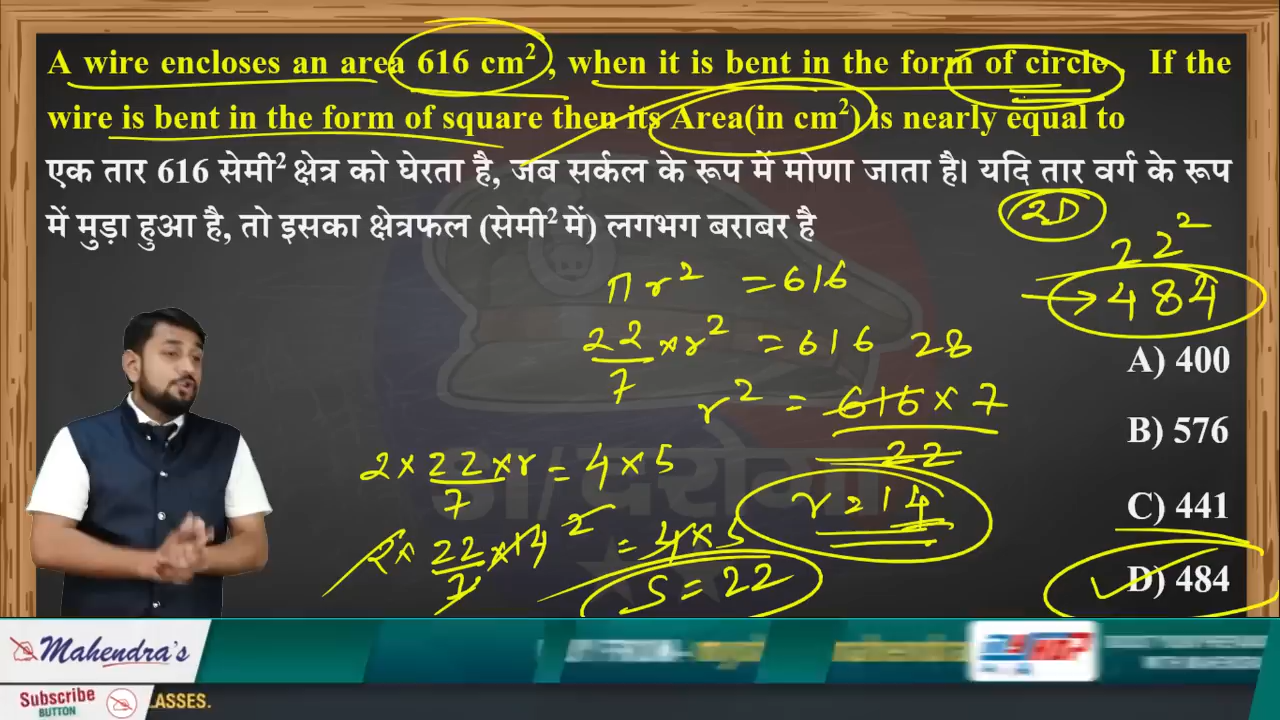 A wire encloses an area 616 cm², when it is bent in the form of circle. If the
wire is bent in the form of square then its Area(in cm²) is nearly equal to
एक तार 616 सेमी² क्षेत्र को घेरता है, जब सर्कल के रूप में मोणा जाता है। यदि तार वर्ग के रूप
में मुड़ा हुआ है, तो इसका क्षेत्रफल (सेमी² में) लगभग बराबर है
2D
22²
→ 484
πr² = 616
22/7 × r² = 616
28
r² = 616 × 7 / 22
r = 14
2 × 22/7 × r = 4 × S
2 × 22/7 × 14 2 = 4 × S
S = 22
A) 400
B) 576
C) 441
D) 484
Mahendra's
Subscribe
BUTTON
LASSES.